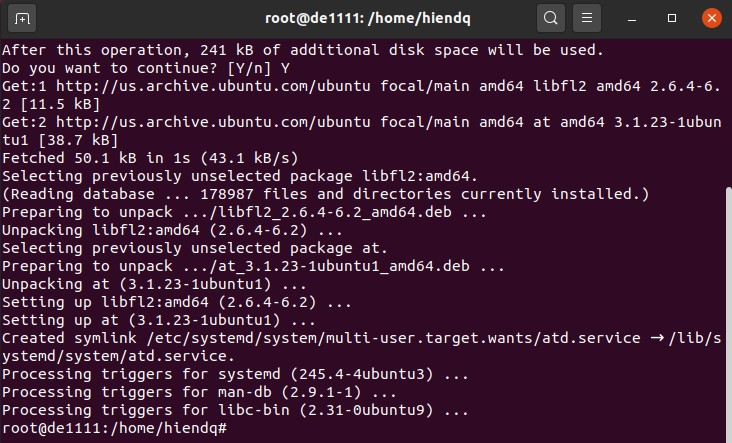 root@de1111: /home/hiendq
After this operation, 241 kB of additional disk space will be used.
Do you want to continue? [Y/n] Y
Get:1 http://us.archive.ubuntu.com/ubuntu focal/main amd64 libfl2 amd64 2.6.4-6.
2 [11.5 kB]
Get:2 http://us.archive.ubuntu.com/ubuntu focal/main amd64 at amd64 3.1.23-1ubun
tu1 [38.7 kB]
Fetched 50.1 kB in 1s (43.1 kB/s)
Selecting previously unselected package libfl2:amd64.
(Reading database ... 178987 files and directories currently installed.)
Preparing to unpack .../libfl2_2.6.4-6.2_amd64.deb ...
Unpacking libfl2:amd64 (2.6.4-6.2) ...
Selecting previously unselected package at.
Preparing to unpack .../at_3.1.23-1ubuntu1_amd64.deb ...
Unpacking at (3.1.23-1ubuntu1) ...
Setting up libfl2:amd64 (2.6.4-6.2) ...
Setting up at (3.1.23-1ubuntu1) ...
Created symlink /etc/systemd/system/multi-user.target.wants/atd.service → /lib/s
ystemd/system/atd.service.
Processing triggers for systemd (245.4-4ubuntu3) ...
Processing triggers for man-db (2.9.1-1) ...
Processing triggers for libc-bin (2.31-0ubuntu9) ...
root@de1111:/home/hiendq#